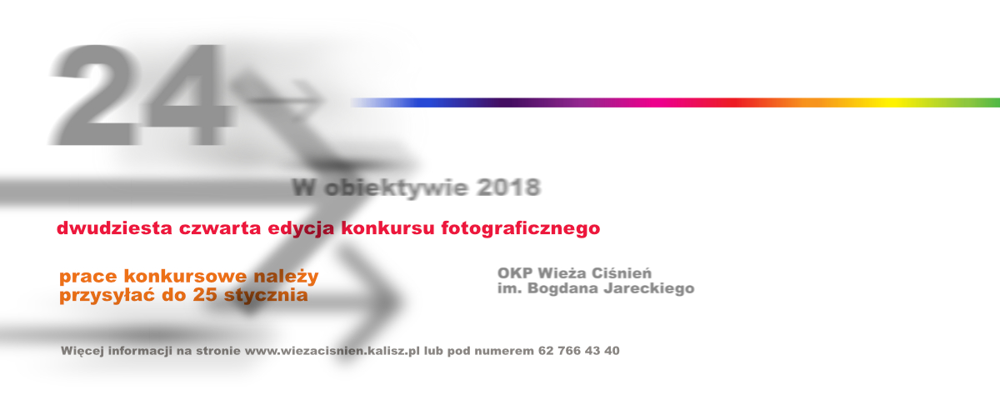 24
W obiektywie 2018
dwudziesta czwarta edycja konkursu fotograficznego
prace konkursowe należy
przysyłać do 25 stycznia
OKP Wieża Ciśnień
im. Bogdana Jareckiego
Więcej informacji na stronie www.wiezacisnien.kalisz.pl lub pod numerem 62 766 43 40